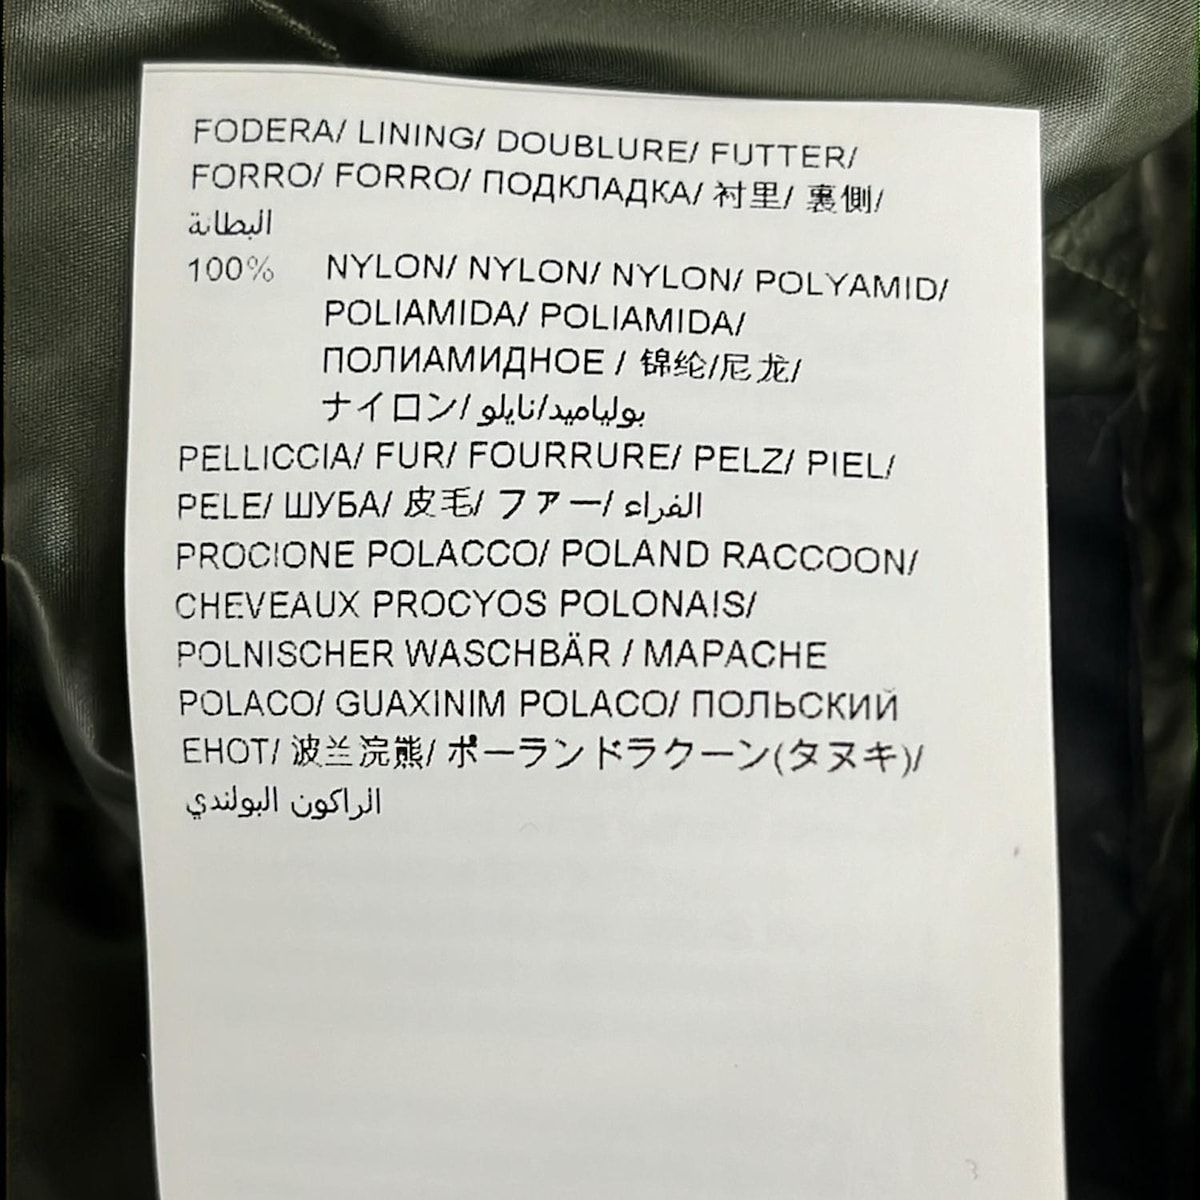 FODERA/ LINING/ DOUBLURE/ FUTTER/
FORRO/ FORRO/ ПОДКЛАДКА/ 衬里/ 裏側/
البطانة
100% NYLON/ NYLON/ NYLON/ POLYAMID/
POLIAMIDA/ POLIAMIDA/
ПОЛИАМИДНОЕ / 锦纶/尼龙/
ナイロン/ بولياميد/نايلو
PELLICCIA/ FUR/ FOURRURE/ PELZ/ PIEL/
PELE/ ШУБА/ 皮毛/ ファー/ الفراء
PROCIONE POLACCO/ POLAND RACCOON/
CHEVEAUX PROCYOS POLONAIS/
POLNISCHER WASCHBÄR / MAPACHE
POLACO/ GUAXINIM POLACO/ ПОЛЬСКИЙ
ЕНОТ/ 波兰浣熊/ ポーランドラクーン(タヌキ)/
الراكون البولندي
3